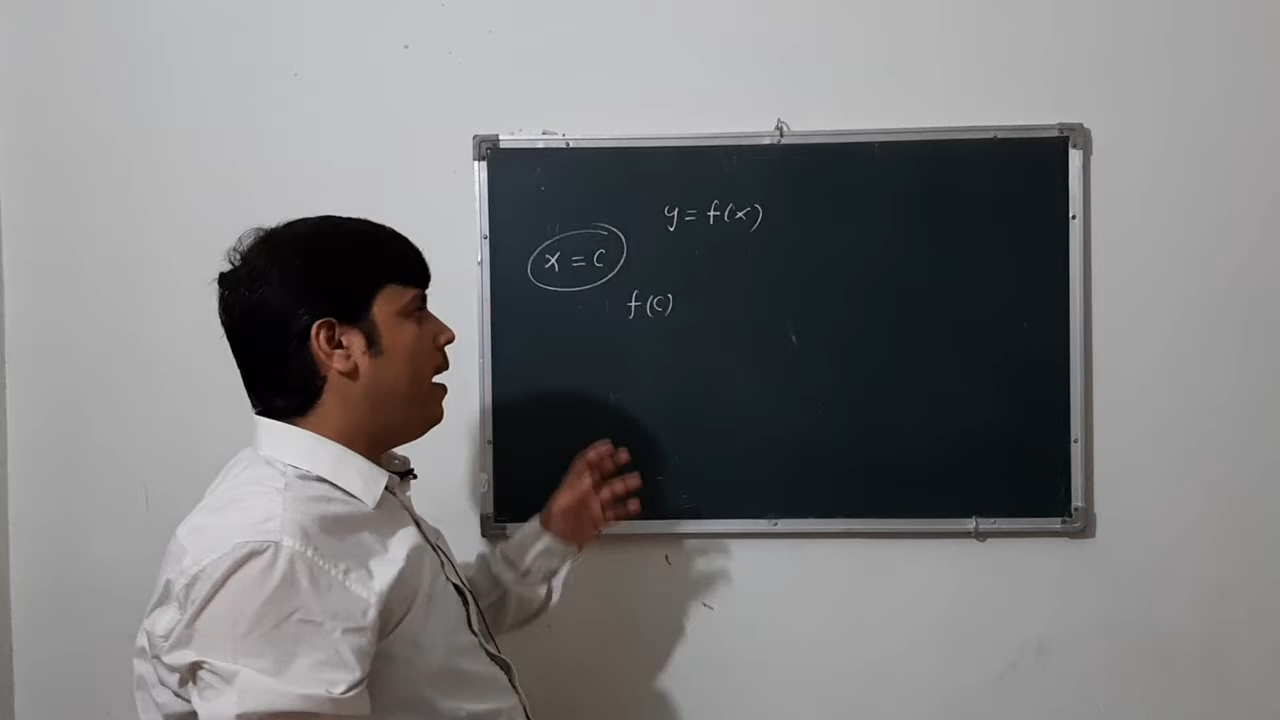 y = f(x)
x = c
f(c)